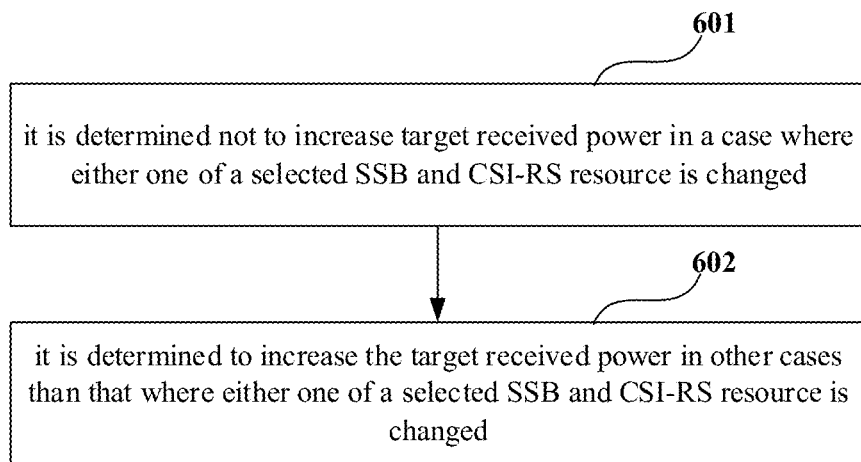 601
it is determined not to increase target received power in a case where
either one of a selected SSB and CSI-RS resource is changed
602
it is determined to increase the target received power in other cases
than that where either one of a selected SSB and CSI-RS resource is
changed